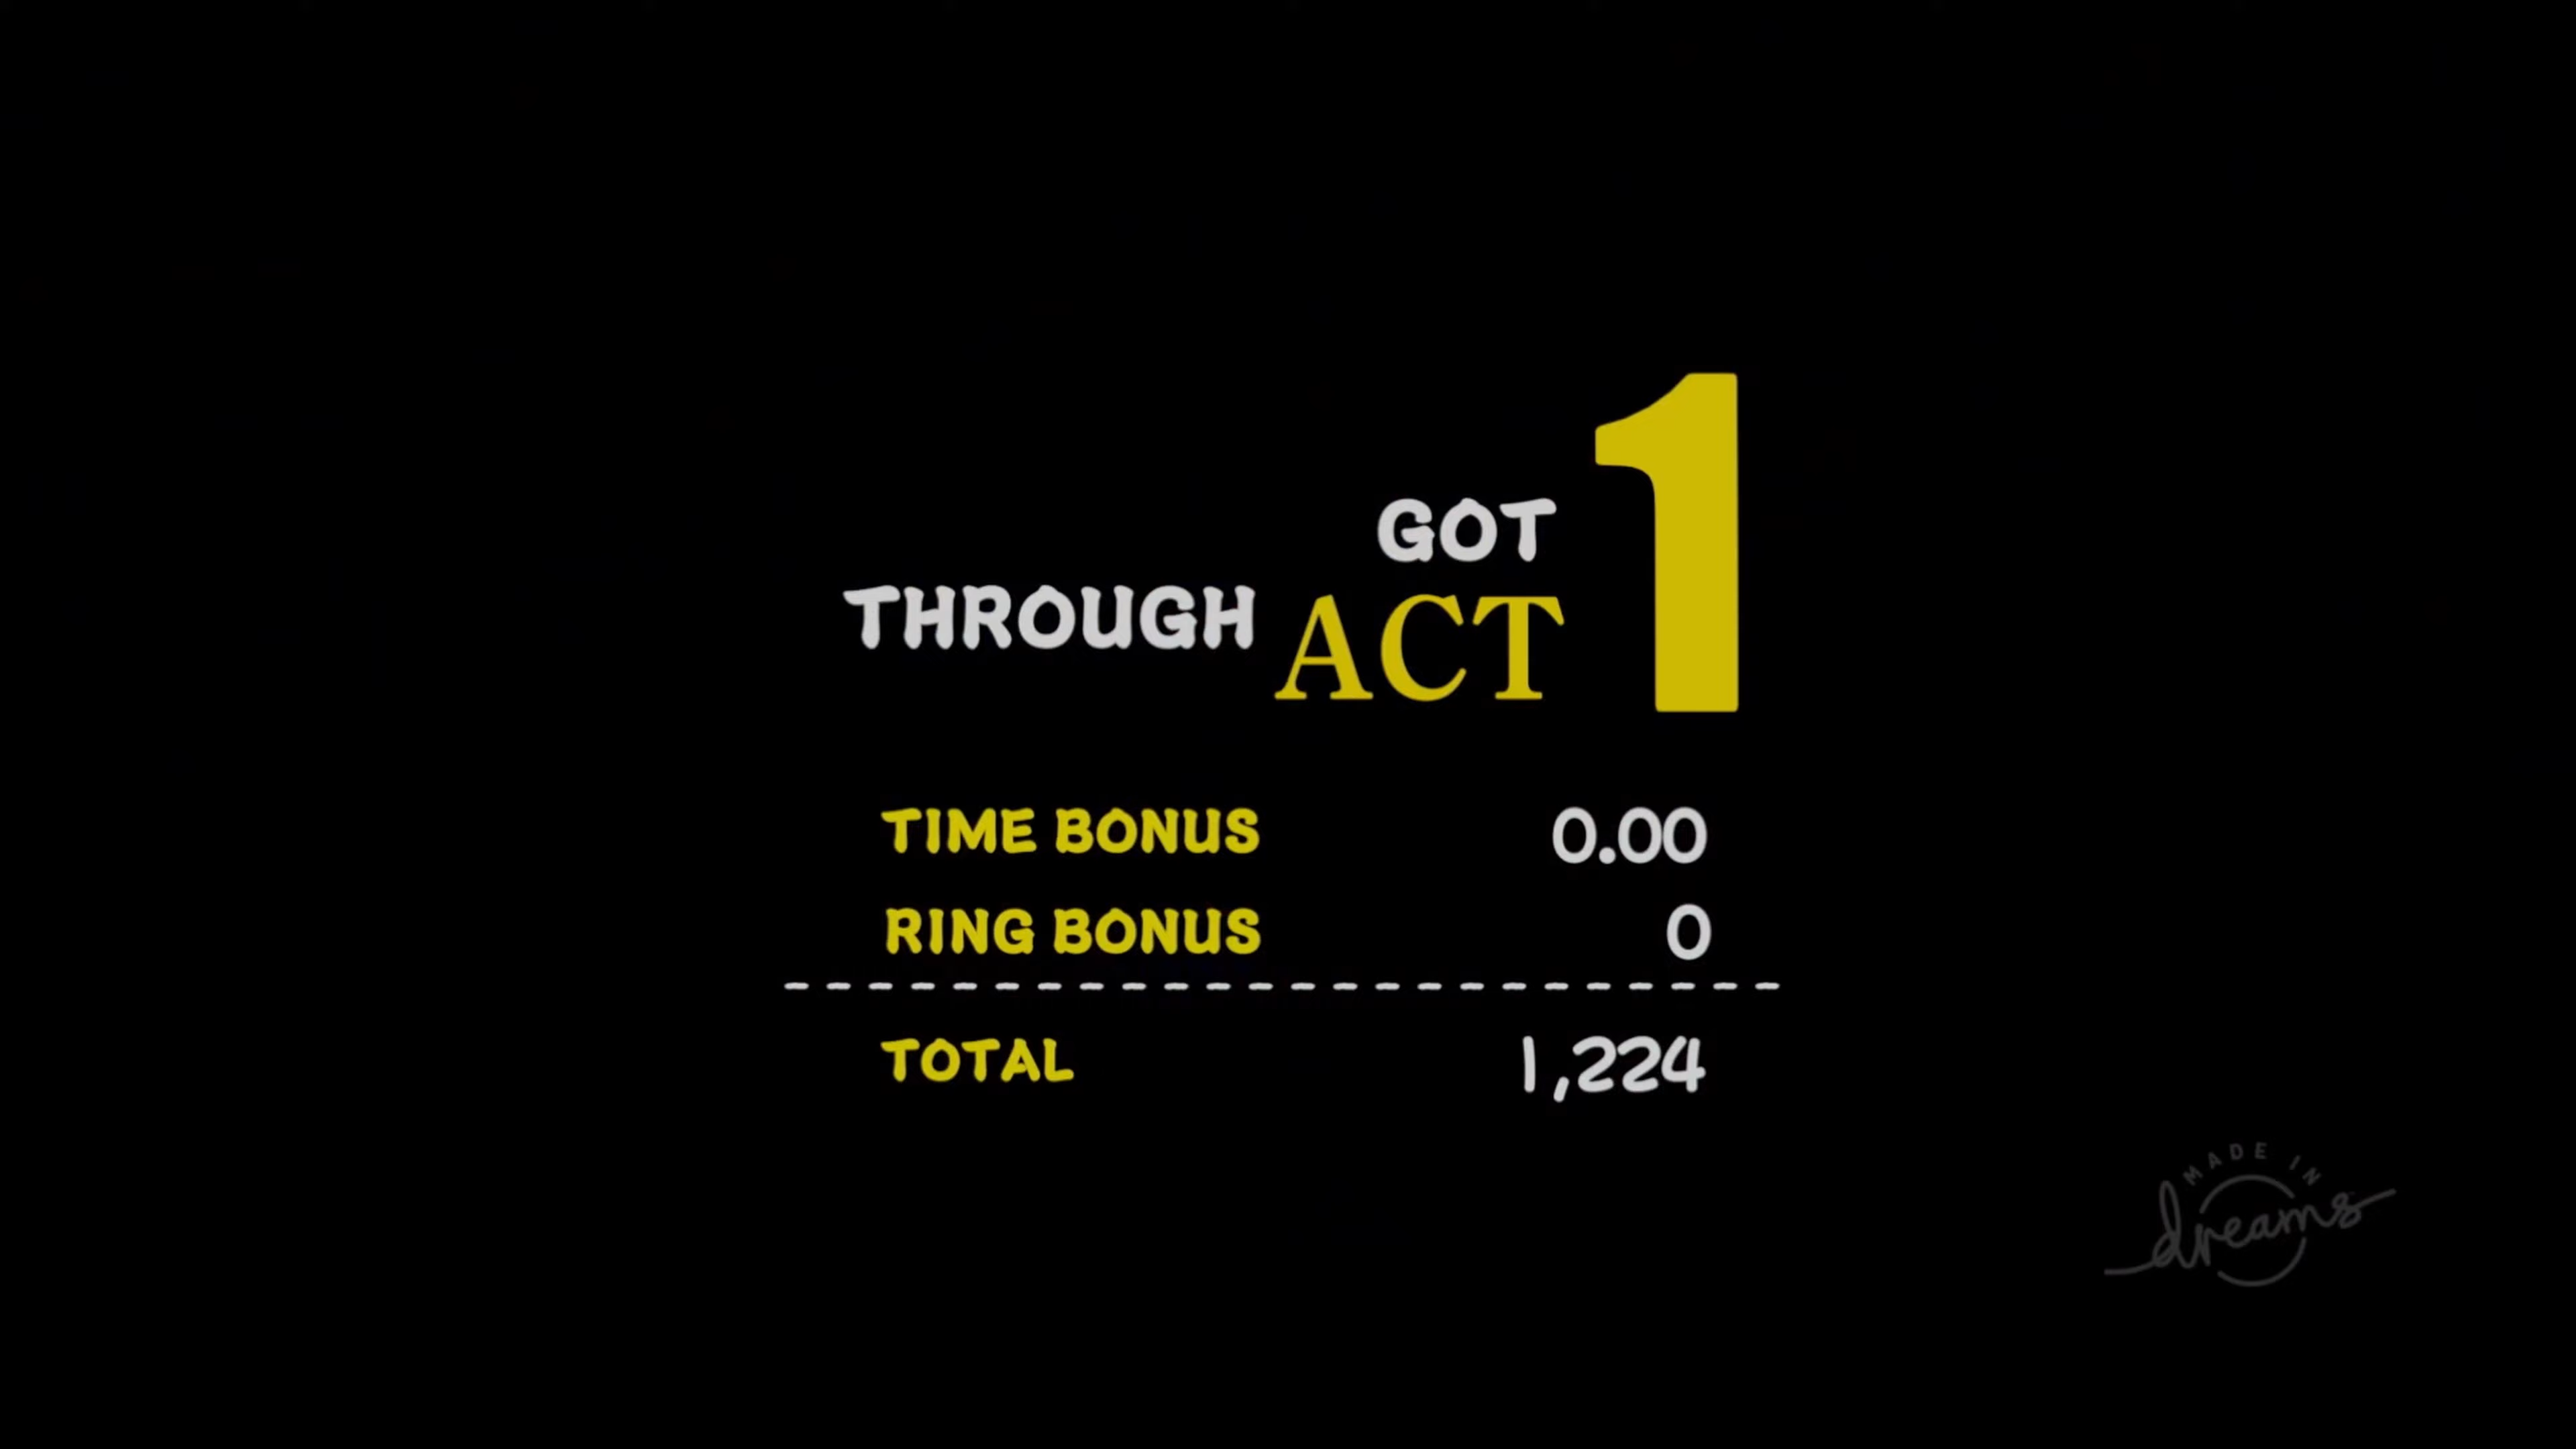 GOT
THROUGH ACT 1
TIME BONUS 0.00
RING BONUS 0
TOTAL 1,224
MADE IN
dreams